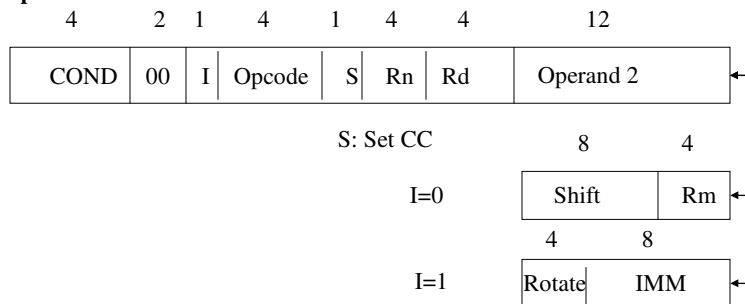 4 2 1 4 1 4 4 12
COND 00 I Opcode S Rn Rd Operand 2
S: Set CC 8 4
I=0 Shift Rm
4 8
I=1 Rotate IMM